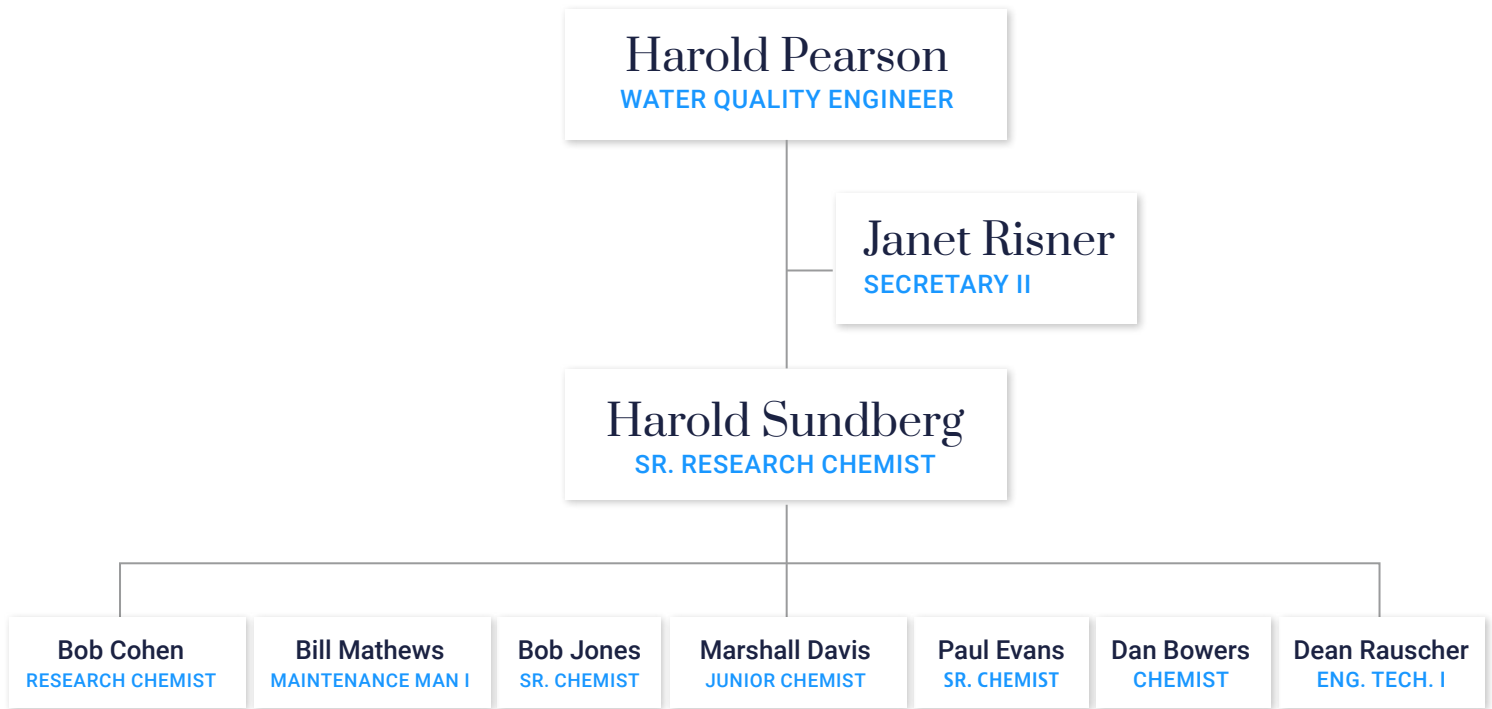 Harold Pearson
WATER QUALITY ENGINEER
Janet Risner
SECRETARY II
Harold Sundberg
SR. RESEARCH CHEMIST
Bob Cohen
RESEARCH CHEMIST
Bill Mathews
MAINTENANCE MAN I
Bob Jones
SR. CHEMIST
Marshall Davis
JUNIOR CHEMIST
Paul Evans
SR. CHEMIST
Dan Bowers
CHEMIST
Dean Rauscher
ENG. TECH. I